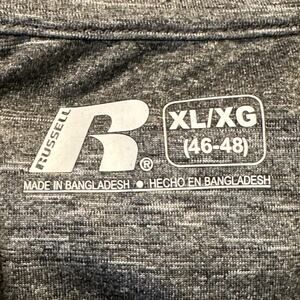 RUSSELL
R®
XL/XG
(46-48)
MADE IN BANGLADESH ● HECHO EN BANGLADESH